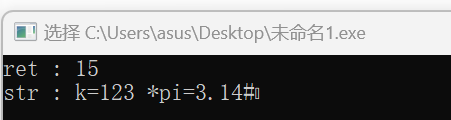 选择 C:\Users\asus\Desktop\未命名1.exe
ret : 15
str : k=123 *pi=3.14#